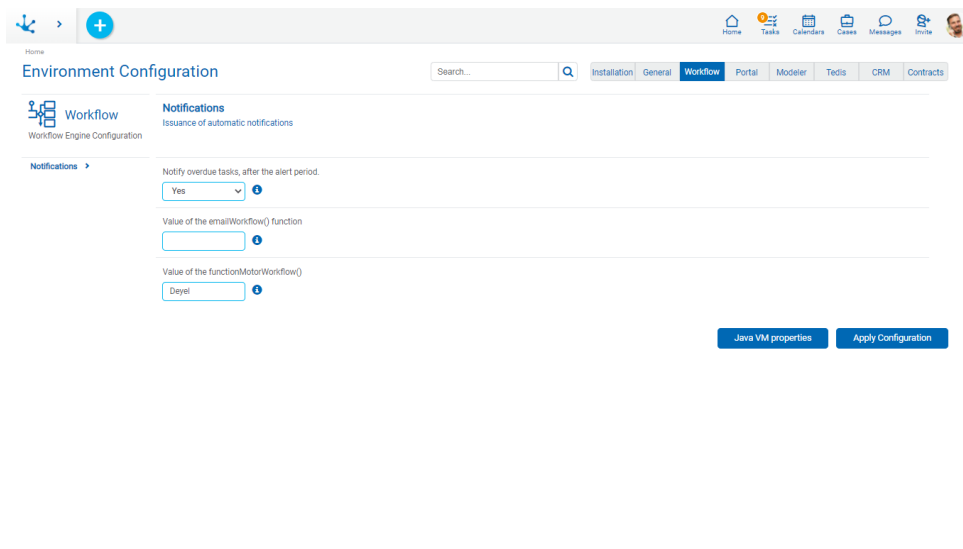 9
Home
Tasks
Calendars
Cases
Messages
Invite
Home
Environment Configuration
Search...
Installation
General
Workflow
Portal
Modeler
Tedis
CRM
Contracts
Workflow
Workflow Engine Configuration
Notifications
Notifications
Issuance of automatic notifications
Notify overdue tasks, after the alert period.
Yes
Value of the emailWorkflow() function
Value of the functionMotorWorkflow()
Deyel
Java VM properties
Apply Configuration